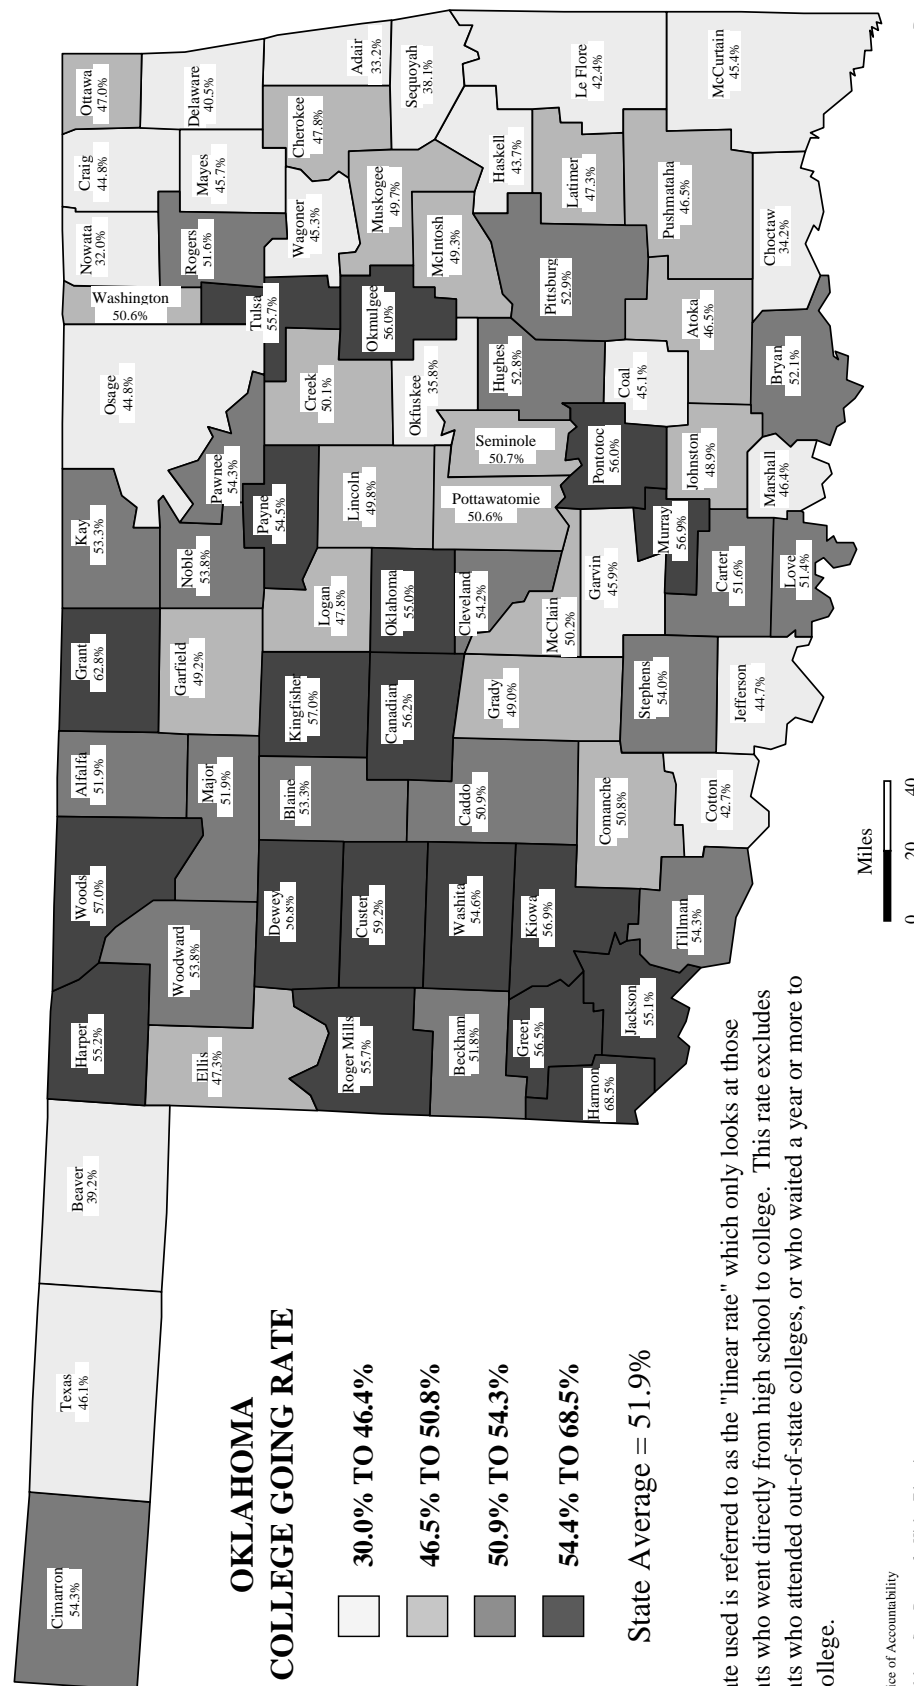 OKLAHOMA
COLLEGE GOING RATE
30.0% TO 46.4%
46.5% TO 50.8%
50.9% TO 54.3%
54.4% TO 68.5%
State Average = 51.9%
Cimarron
54.3%
Texas
46.1%
Beaver
39.2%
Harper
55.2%
Woods
57.0%
Alfalfa
51.9%
Grant
62.8%
Kay
53.3%
Osage
44.8%
Washington
50.6%
Nowata
32.0%
Craig
44.8%
Ottawa
47.0%
Ellis
47.3%
Woodward
53.8%
Major
51.9%
Garfield
49.2%
Noble
53.8%
Pawnee
54.3%
Rogers
51.6%
Mayes
45.7%
Delaware
40.5%
Dewey
56.8%
Blaine
53.3%
Kingfisher
57.0%
Logan
47.8%
Payne
54.5%
Creek
50.1%
Tulsa
55.7%
Wagoner
45.3%
Cherokee
47.8%
Adair
33.2%
Roger Mills
55.7%
Custer
59.2%
Canadian
56.2%
Oklahoma
55.0%
Lincoln
49.8%
Okfuskee
35.8%
Okmulgee
56.0%
Muskogee
49.7%
Sequoyah
38.1%
Beckham
51.8%
Washita
54.6%
Caddo
50.9%
Grady
49.0%
Cleveland
54.2%
McClain
50.2%
Pottawatomie
50.6%
Seminole
50.7%
Hughes
52.8%
McIntosh
49.3%
Haskell
43.7%
Le Flore
42.4%
Greer
56.5%
Kiowa
56.9%
Comanche
50.8%
Stephens
54.0%
Garvin
45.9%
Murray
56.9%
Pontotoc
56.0%
Coal
45.1%
Pittsburg
52.9%
Latimer
47.3%
Harmon
68.5%
Jackson
55.1%
Tillman
54.3%
Cotton
42.7%
Jefferson
44.7%
Carter
51.6%
Johnston
48.9%
Atoka
46.5%
Pushmataha
46.5%
McCurtain
45.4%
Love
51.4%
Marshall
46.4%
Bryan
52.1%
Choctaw
34.2%
Miles
0 20 40
used is referred to as the "linear rate" which only looks at those
who went directly from high school to college. This rate excludes
who attended out-of-state colleges, or who waited a year or more to
of Accountability